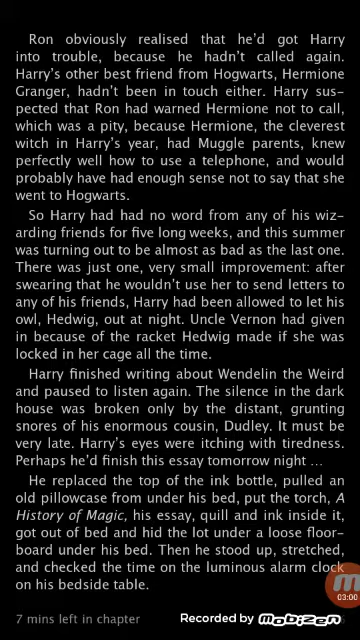 Ron obviously realised that he'd got Harry
into trouble, because he hadn't called again.
Harry's other best friend from Hogwarts, Hermione
Granger, hadn't been in touch either. Harry sus-
pected that Ron had warned Hermione not to call,
which was a pity, because Hermione, the cleverest
witch in Harry's year, had Muggle parents, knew
perfectly well how to use a telephone, and would
probably have had enough sense not to say that she
went to Hogwarts.
So Harry had had no word from any of his wiz-
arding friends for five long weeks, and this summer
was turning out to be almost as bad as the last one.
There was just one, very small improvement: after
swearing that he wouldn't use her to send letters to
any of his friends, Harry had been allowed to let his
owl, Hedwig, out at night. Uncle Vernon had given
in because of the racket Hedwig made if she was
locked in her cage all the time.
Harry finished writing about Wendelin the Weird
and paused to listen again. The silence in the dark
house was broken only by the distant, grunting
snores of his enormous cousin, Dudley. It must be
very late. Harry's eyes were itching with tiredness.
Perhaps he'd finish this essay tomorrow night …
He replaced the top of the ink bottle, pulled an
old pillowcase from under his bed, put the torch, A
History of Magic, his essay, quill and ink inside it,
got out of bed and hid the lot under a loose floor-
board under his bed. Then he stood up, stretched,
and checked the time on the luminous alarm clock
on his bedside table.
03:00
7 mins left in chapter
Recorded by mobizen